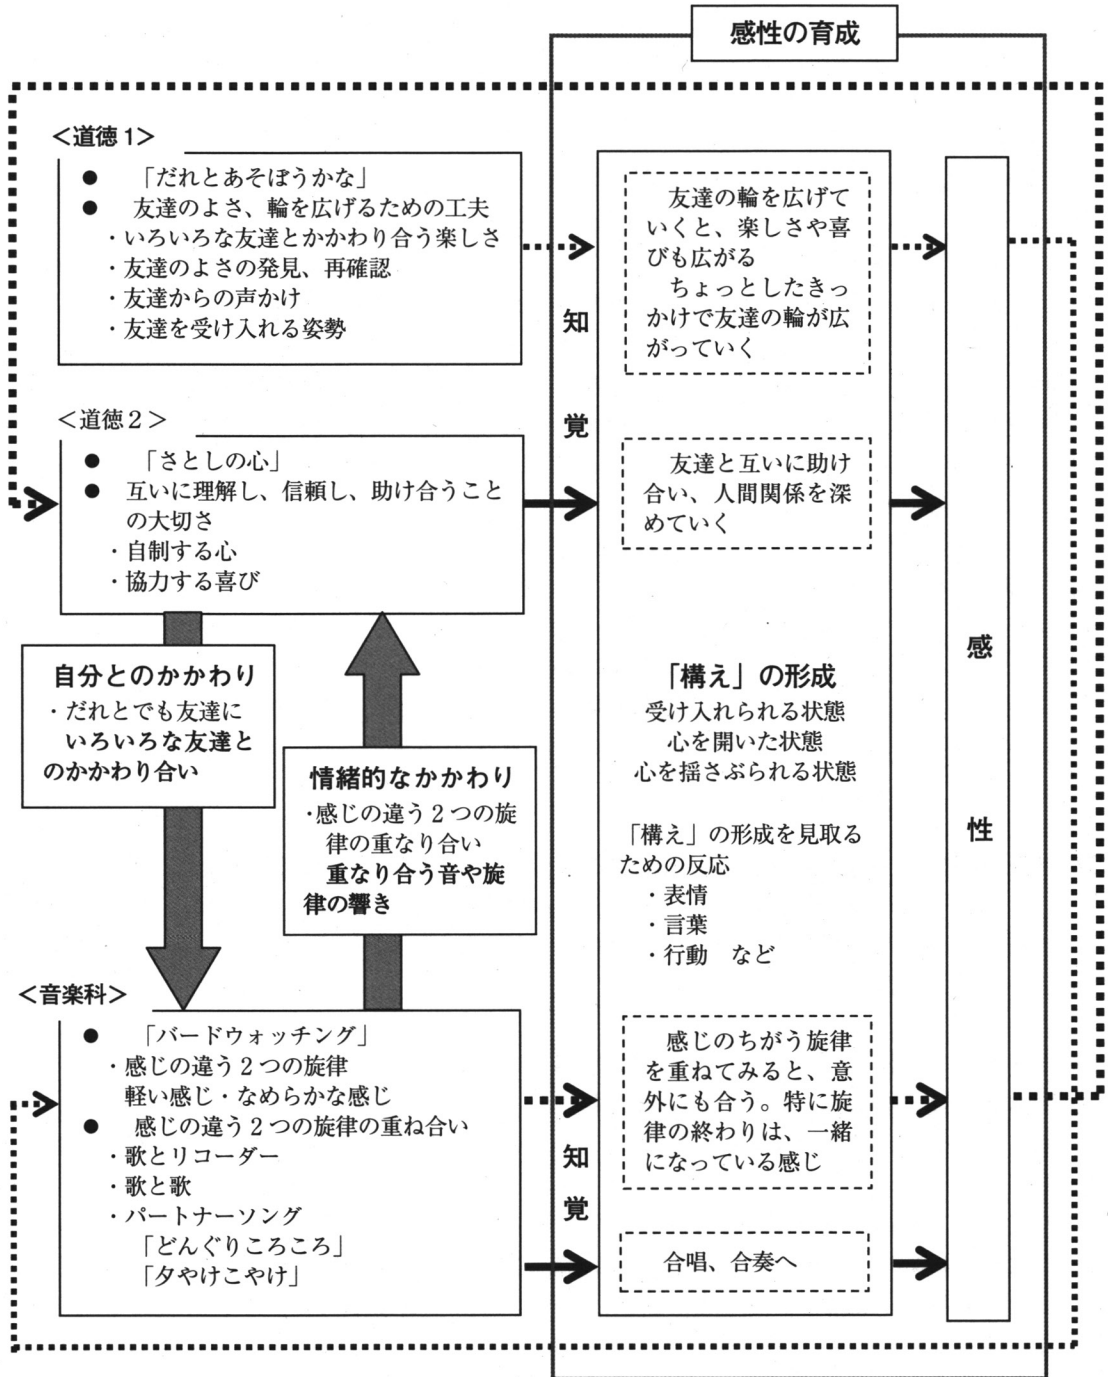 感性の育成
＜道徳1＞
● 「だれとあそぼうかな」
● 友達のよさ、輪を広げるための工夫
・いろいろな友達とかかわり合う楽しさ
・友達のよさの発見、再確認
・友達からの声かけ
・友達を受け入れる姿勢
知
覚
友達の輪を広げて
いくと、楽しさや喜
びも広がる
ちょっとしたきっ
かけで友達の輪が広
がっていく
＜道徳２＞
● 「さとしの心」
● 互いに理解し、信頼し、助け合うこと
の大切さ
・自制する心
・協力する喜び
友達と互いに助け
合い、人間関係を深
めていく
自分とのかかわり
・だれとでも友達に
いろいろな友達と
のかかわり合い
情緒的なかかわり
・感じの違う２つの旋
律の重なり合い
重なり合う音や旋
律の響き
「構え」の形成
受け入れられる状態
心を開いた状態
心を揺さぶられる状態
「構え」の形成を見取る
ための反応
・表情
・言葉
・行動　など
感
性
＜音楽科＞
● 「バードウォッチング」
・感じの違う２つの旋律
軽い感じ・なめらかな感じ
● 感じの違う２つの旋律の重ね合い
・歌とリコーダー
・歌と歌
・パートナーソング
「どんぐりころころ」
「夕やけこやけ」
知
覚
感じのちがう旋律
を重ねてみると、意
外にも合う。特に旋
律の終わりは、一緒
になっている感じ
合唱、合奏へ